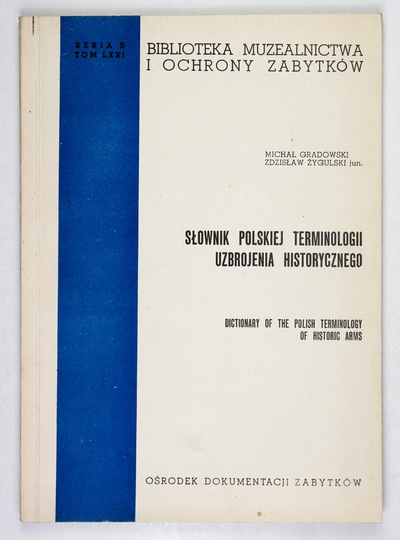 SERIA B
TOM LXXI
BIBLIOTEKA MUZEALNICTWA
I OCHRONY ZABYTKÓW
MICHAŁ GRADOWSKI
ZDZISŁAW ŻYGULSKI jun.
SŁOWNIK POLSKIEJ TERMINOLOGII
UZBROJENIA HISTORYCZNEGO
DICTIONARY OF THE POLISH TERMINOLOGY
OF HISTORIC ARMS
OŚRODEK DOKUMENTACJI ZABYTKÓW